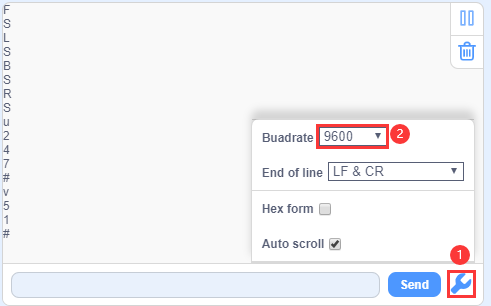 F
S
L
S
B
S
R
S
u
2
4
7
#
v
5
1
#
Buadrate 9600 2
End of line LF & CR
Hex form
Auto scroll
1
Send